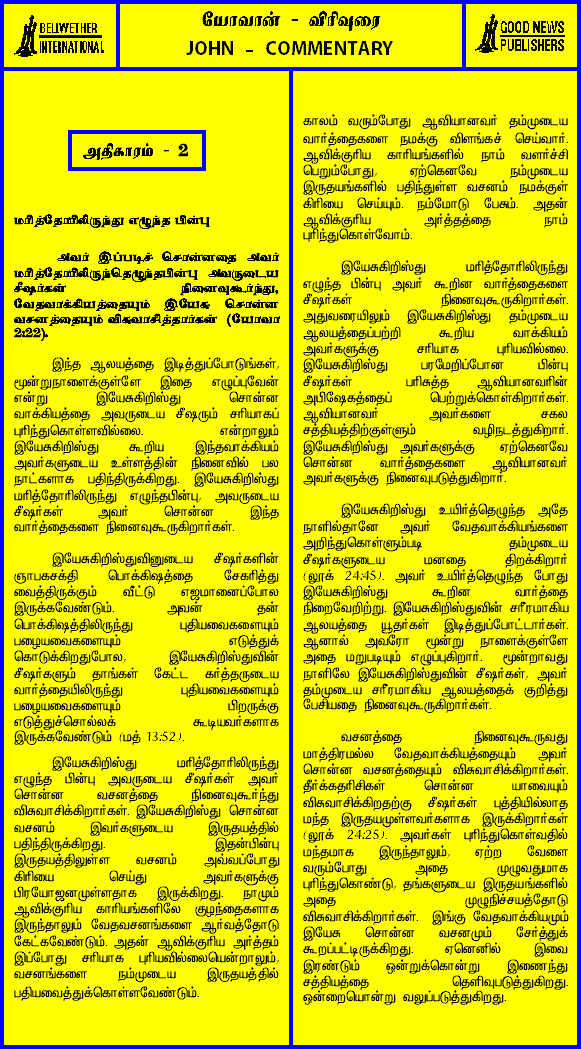 BELLWETHER
INTERNATIONAL
யோவான் - விரிவுரை
JOHN - COMMENTARY
GOOD NEWS
PUBLISHERS
அதிகாரம் - 2
மரித்தோரிலிருந்து எழுந்த பின்பு
அவர் இப்படிச் சொன்னதை அவர்
மரித்தோரிலிருந்தெழுந்தபின்பு அவருடைய
சீஷர்கள் நினைவுகூர்ந்து,
வேதவாக்கியத்தையும் இயேசு சொன்ன
வசனத்தையும் விசுவாசித்தார்கள் (யோவா
2:22).
இந்த ஆலயத்தை இடித்துப்போடுங்கள்,
மூன்றுநாளைக்குள்ளே இதை எழுப்புவேன்
என்று இயேசுகிறிஸ்து சொன்ன
வாக்கியத்தை அவருடைய சீஷரும் சரியாகப்
புரிந்துகொள்ளவில்லை. என்றாலும்
இயேசுகிறிஸ்து கூறிய இந்தவாக்கியம்
அவர்களுடைய உள்ளத்தின் நினைவில் பல
நாட்களாக பதிந்திருக்கிறது. இயேசுகிறிஸ்து
மரித்தோரிலிருந்து எழுந்தபின்பு, அவருடைய
சீஷர்கள் அவர் சொன்ன இந்த
வார்த்தைகளை நினைவுகூருகிறார்கள்.
இயேசுகிறிஸ்துவினுடைய சீஷர்களின்
ஞாபகசக்தி பொக்கிஷத்தை சேகரித்து
வைத்திருக்கும் வீட்டு எஜமானைப்போல
இருக்கவேண்டும். அவன் தன்
பொக்கிஷத்திலிருந்து புதியவைகளையும்
பழையவைகளையும் எடுத்துக்
கொடுக்கிறதுபோல, இயேசுகிறிஸ்துவின்
சீஷர்களும் தாங்கள் கேட்ட கர்த்தருடைய
வார்த்தையிலிருந்து புதியவைகளையும்
பழையவைகளையும் பிறருக்கு
எடுத்துச்சொல்லக் கூடியவர்களாக
இருக்கவேண்டும் (மத் 13:52).
இயேசுகிறிஸ்து மரித்தோரிலிருந்து
எழுந்த பின்பு அவருடைய சீஷர்கள் அவர்
சொன்ன வசனத்தை நினைவுகூர்ந்து
விசுவாசிக்கிறார்கள். இயேசுகிறிஸ்து சொன்ன
வசனம் இவர்களுடைய இருதயத்தில்
பதிந்திருக்கிறது. இதன்பின்பு
இருதயத்திலுள்ள வசனம் அவ்வப்போது
கிரியை செய்து அவர்களுக்கு
பிரயோஜனமுள்ளதாக இருக்கிறது. நாமும்
ஆவிக்குரிய காரியங்களிலே குழந்தைகளாக
இருந்தாலும் வேதவசனங்களை ஆர்வத்தோடு
கேட்கவேண்டும். அதன் ஆவிக்குரிய அர்த்தம்
இப்போது சரியாக புரியவில்லையென்றாலும்,
வசனங்களை நம்முடைய இருதயத்தில்
பதியவைத்துக்கொள்ளவேண்டும்.
காலம் வரும்போது ஆவியானவர் தம்முடைய
வார்த்தைகளை நமக்கு விளங்கச் செய்வார்.
ஆவிக்குரிய காரியங்களில் நாம் வளர்ச்சி
பெறும்போது, ஏற்கெனவே நம்முடைய
இருதயங்களில் பதிந்துள்ள வசனம் நமக்குள்
கிரியை செய்யும். நம்மோடு பேசும். அதன்
ஆவிக்குரிய அர்த்தத்தை நாம்
புரிந்துகொள்வோம்.
இயேசுகிறிஸ்து மரித்தோரிலிருந்து
எழுந்த பின்பு அவர் கூறின வார்த்தைகளை
சீஷர்கள் நினைவுகூருகிறார்கள்.
அதுவரையிலும் இயேசுகிறிஸ்து தம்முடைய
ஆலயத்தைப்பற்றி கூறிய வாக்கியம்
அவர்களுக்கு சரியாக புரியவில்லை.
இயேசுகிறிஸ்து பரமேறிப்போன பின்பு
சீஷர்கள் பரிசுத்த ஆவியானவரின்
அபிஷேகத்தைப் பெற்றுக்கொள்கிறார்கள்.
ஆவியானவர் அவர்களை சகல
சத்தியத்திற்குள்ளும் வழிநடத்துகிறார்.
இயேசுகிறிஸ்து அவர்களுக்கு ஏற்கெனவே
சொன்ன வார்த்தைகளை ஆவியானவர்
அவர்களுக்கு நினைவுபடுத்துகிறார்.
இயேசுகிறிஸ்து உயிர்த்தெழுந்த அதே
நாளில்தானே அவர் வேதவாக்கியங்களை
அறிந்துகொள்ளும்படி தம்முடைய
சீஷர்களுடைய மனதை திறக்கிறார்
(லூக் 24:45). அவர் உயிர்த்தெழுந்த போது
இயேசுகிறிஸ்து கூறின வார்த்தை
நிறைவேறிற்று. இயேசுகிறிஸ்துவின் சரீரமாகிய
ஆலயத்தை யூதர்கள் இடித்துப்போட்டார்கள்.
ஆனால் அவரோ மூன்று நாளைக்குள்ளே
அதை மறுபடியும் எழுப்புகிறார். மூன்றாவது
நாளிலே இயேசுகிறிஸ்துவின் சீஷர்கள், அவர்
தம்முடைய சரீரமாகிய ஆலயத்தைக் குறித்து
பேசியதை நினைவுகூருகிறார்கள்.
வசனத்தை நினைவுகூருவது
மாத்திரமல்ல வேதவாக்கியத்தையும் அவர்
சொன்ன வசனத்தையும் விசுவாசிக்கிறார்கள்.
தீர்க்கதரிசிகள் சொன்ன யாவையும்
விசுவாசிக்கிறதற்கு சீஷர்கள் புத்தியில்லாத
மந்த இருதயமுள்ளவர்களாக இருக்கிறார்கள்
(லூக் 24:25). அவர்கள் புரிந்துகொள்வதில்
மந்தமாக இருந்தாலும், ஏற்ற வேளை
வரும்போது அதை முழுவதுமாக
புரிந்துகொண்டு, தங்களுடைய இருதயங்களில்
அதை முழுநிச்சயத்தோடு
விசுவாசிக்கிறார்கள். இங்கு வேதவாக்கியமும்
இயேசு சொன்ன வசனமும் சேர்த்துக்
கூறப்பட்டிருக்கிறது. ஏனெனில் இவை
இரண்டும் ஒன்றுக்கொன்று இணைந்து
சத்தியத்தை தெளிவுபடுத்துகிறது.
ஒன்றையொன்று வலுப்படுத்துகிறது.